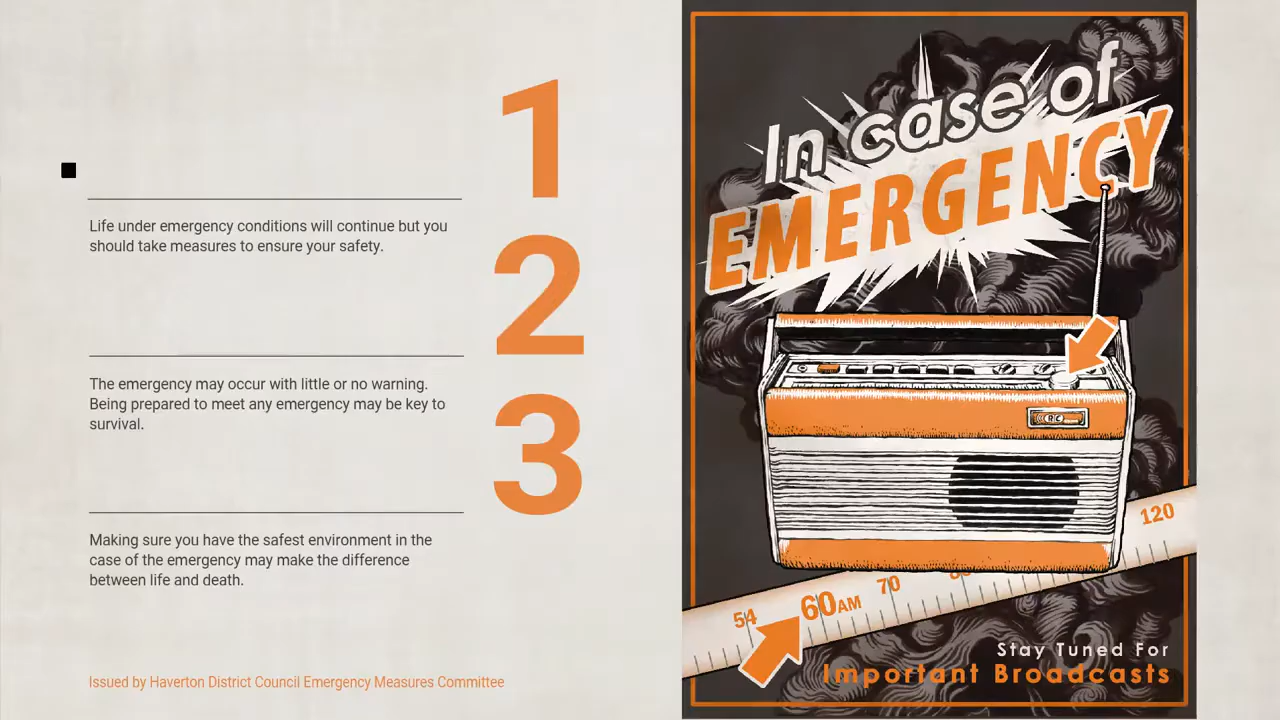 1
Life under emergency conditions will continue but you
should take measures to ensure your safety.
2
The emergency may occur with little or no warning.
Being prepared to meet any emergency may be key to
survival.
3
Making sure you have the safest environment in the
case of the emergency may make the difference
between life and death.
Issued by Haverton District Council Emergency Measures Committee
In case of
EMERGENCY
54 60AM 70 120
Stay Tuned For
Important Broadcasts